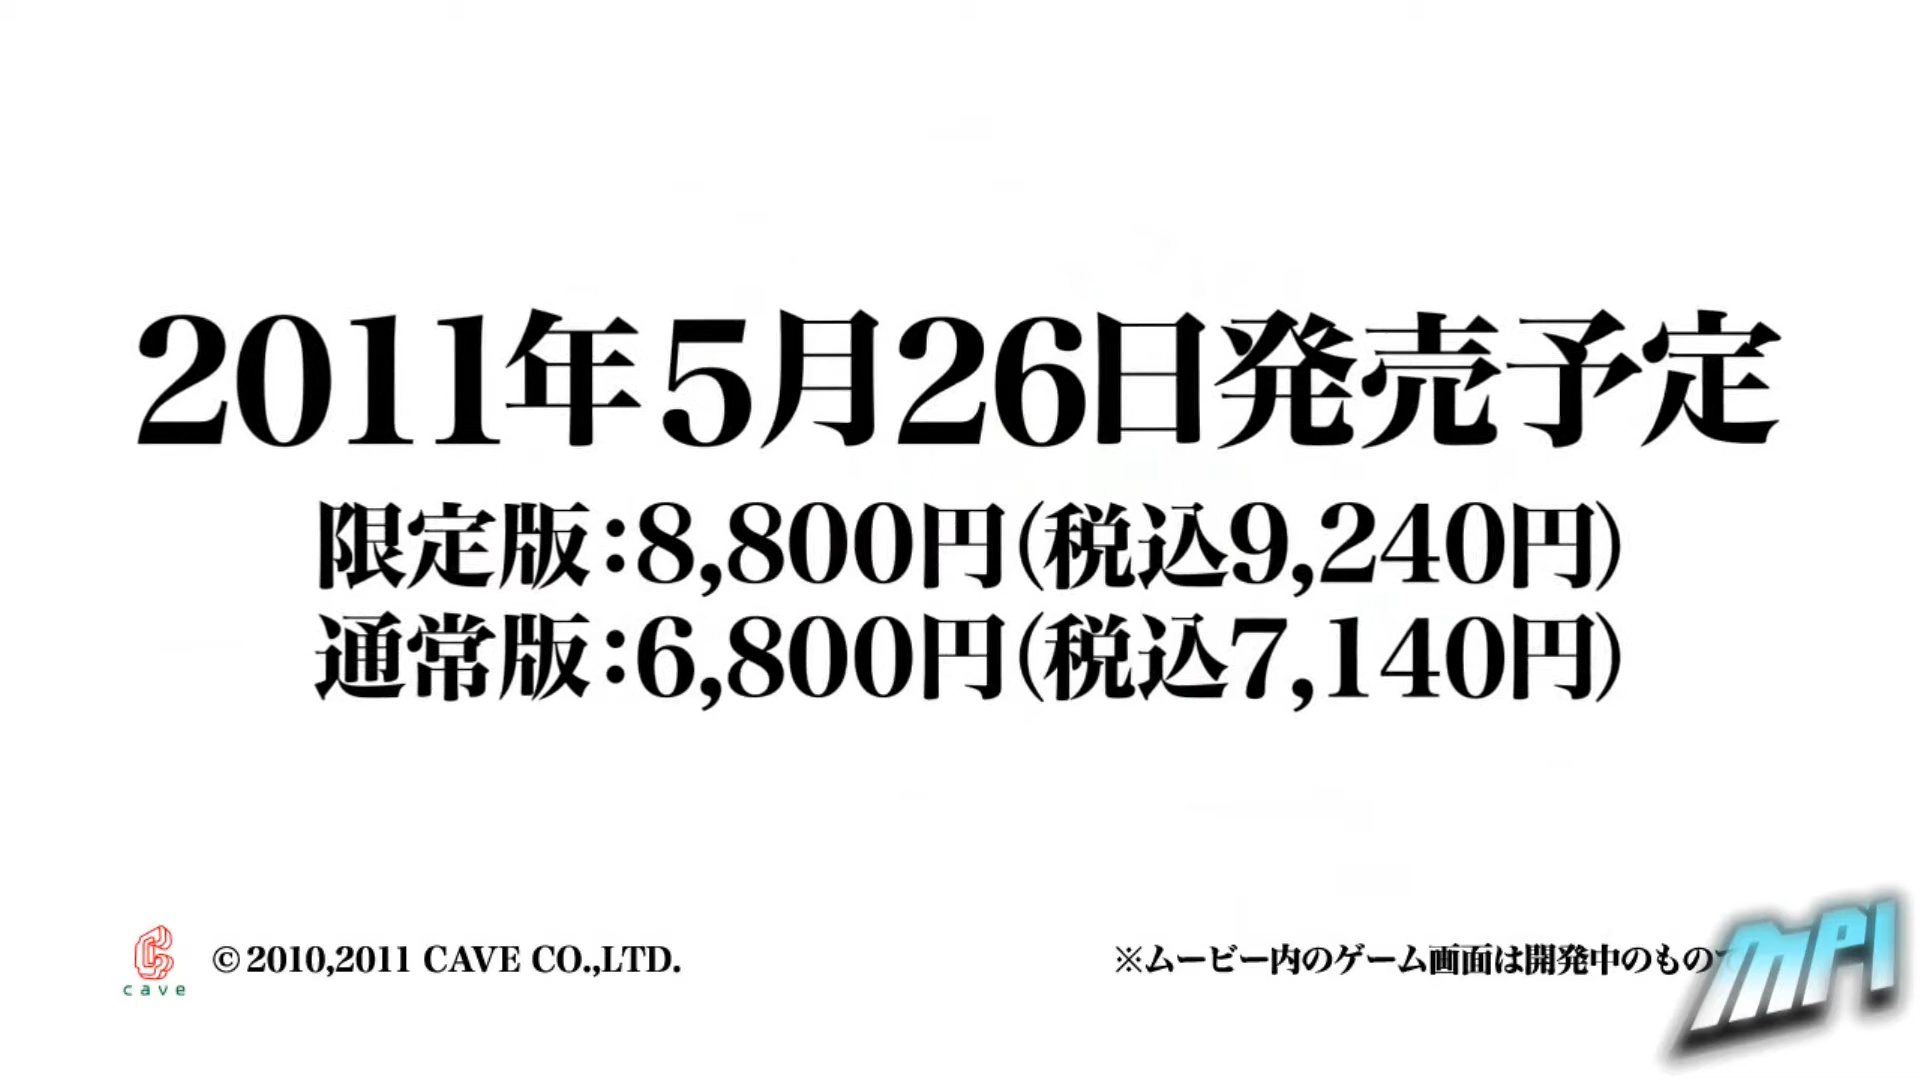 2011年5月26日発売予定
限定版:8,800円(税込9,240円)
通常版:6,800円(税込7,140円)
cave
©2010,2011 CAVE CO.,LTD.
※ムービー内のゲーム画面は開発中のもので
MPI